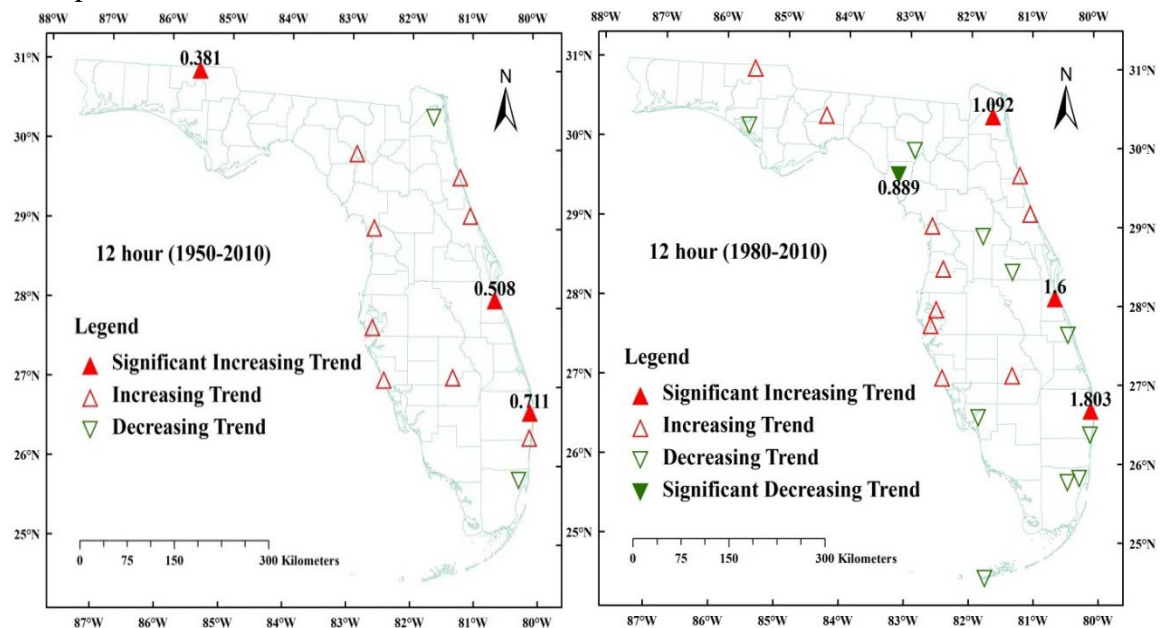 88°W 87°W 86°W 85°W 84°W 83°W 82°W 81°W 80°W
31°N
30°N
29°N
28°N
27°N
26°N
25°N
0.381
N
12 hour (1950-2010)
0.508
Legend
Significant Increasing Trend
Increasing Trend
Decreasing Trend
0.711
0 75 150 300 Kilometers
87°W 86°W 85°W 84°W 83°W 82°W 81°W 80°W
88°W 87°W 86°W 85°W 84°W 83°W 82°W 81°W 80°W
31°N
30°N
29°N
28°N
27°N
26°N
25°N
N
1.092
0.889
12 hour (1980-2010)
1.6
Legend
Significant Increasing Trend
Increasing Trend
Decreasing Trend
Significant Decreasing Trend
1.803
0 75 150 300 Kilometers
87°W 86°W 85°W 84°W 83°W 82°W 81°W 80°W